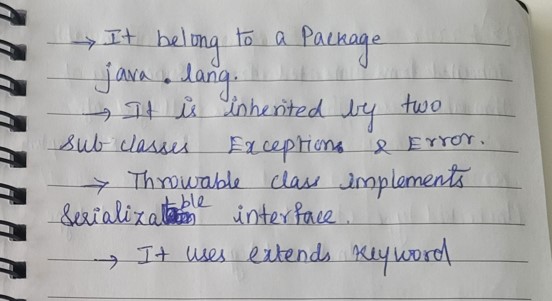 → It belong to a Package
java . lang.
→ It is inherited by two
sub classes Exceptions & Error.
→ Throwable class implements
Serializable interface.
→ It uses extends keyword